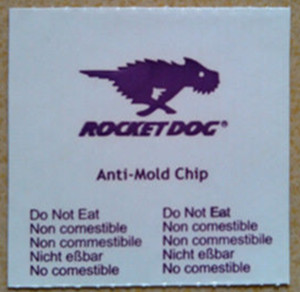 ROCKET DOG®
Anti-Mold Chip
Do Not Eat
Non comestible
Non commestibile
Nicht eßbar
No comestible
Do Not Eat
Non comestible
Non commestibile
Nicht eßbar
No comestible